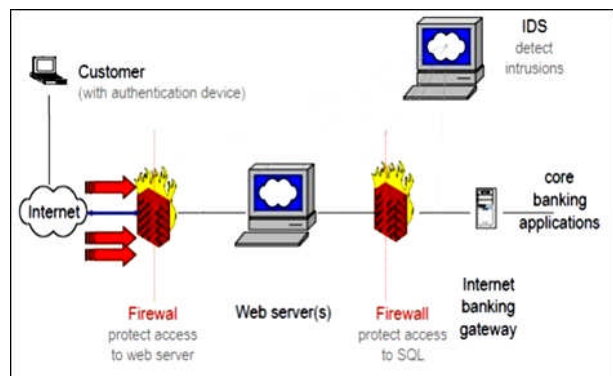 IDS
detect
intrusions
Customer
(with authentication device)
Internet
core
banking
applications
Firewal
protect access
to web server
Web server(s)
Firewall
protect access
to SQL
Internet
banking
gateway